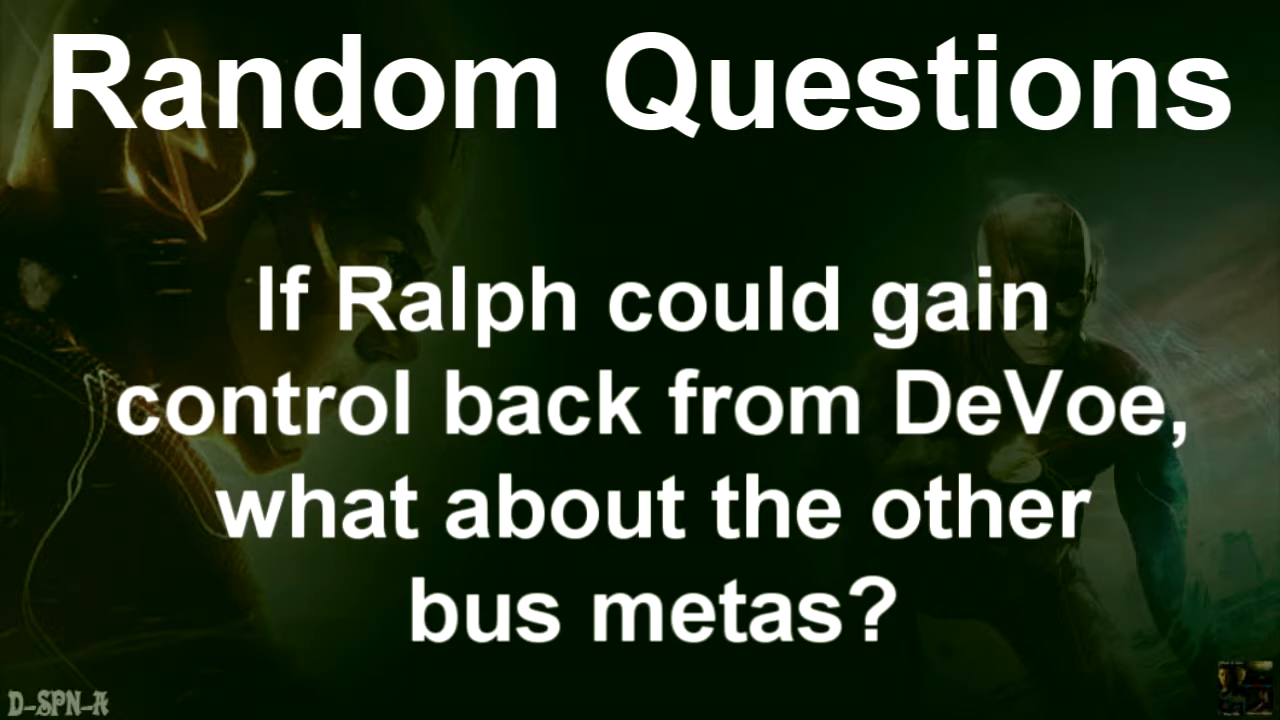 Random Questions
If Ralph could gain
control back from DeVoe,
what about the other
bus metas?
D-SPN-A